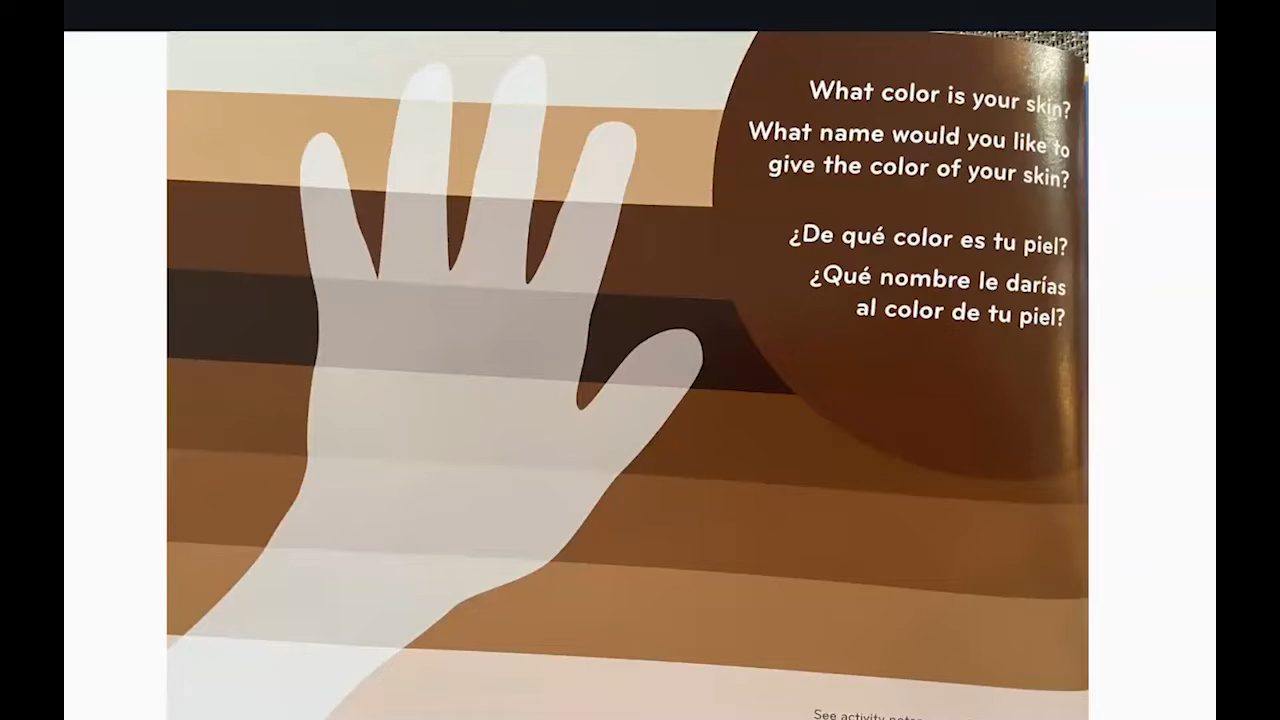 What color is your skin?
What name would you like to
give the color of your skin?
¿De qué color es tu piel?
¿Qué nombre le darías
al color de tu piel?
See activity notes